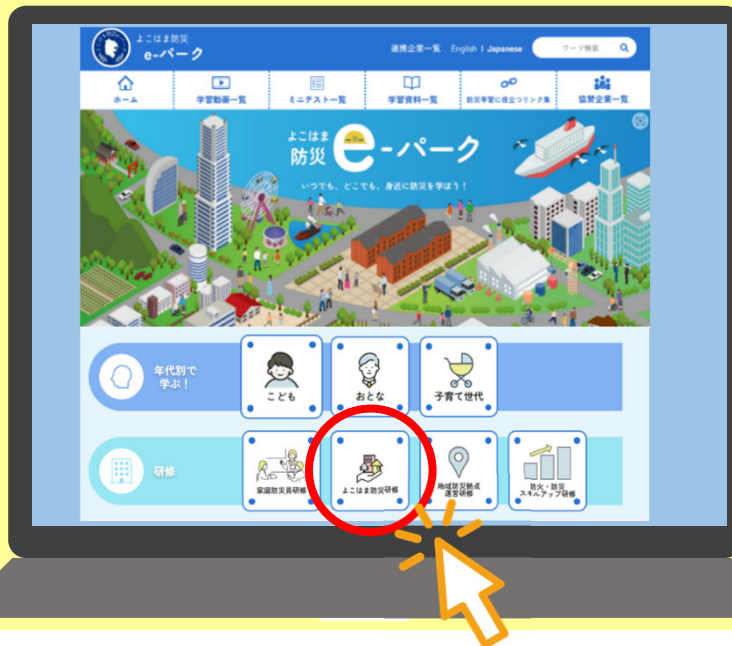 よこはま防災
e-パーク
連携企業一覧 English | Japanese ワード検索
ホーム 学習動画一覧 ミニテスト一覧 学習資料一覧 防災学習に役立つリンク集 協賛企業一覧
よこはま
防災 e-パーク
いつでも、どこでも、身近に防災を学ぼう！
年代別で
学ぶ！
こども おとな 子育て世代
研修
家庭防災員研修 よこはま防災研修 地域防災拠点
運営研修 防火・防災
スキルアップ研修